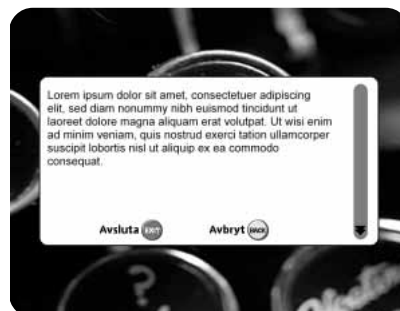 Lorem ipsum dolor sit amet, consectetuer adipiscing
elit, sed diam nonummy nibh euismod tincidunt ut
laoreet dolore magna aliquam erat volutpat. Ut wisi enim
ad minim veniam, quis nostrud exerci tation ullamcorper
suscipit lobortis nisl ut aliquip ex ea commodo
consequat.
Avsluta EXIT Avbryt BACK
?